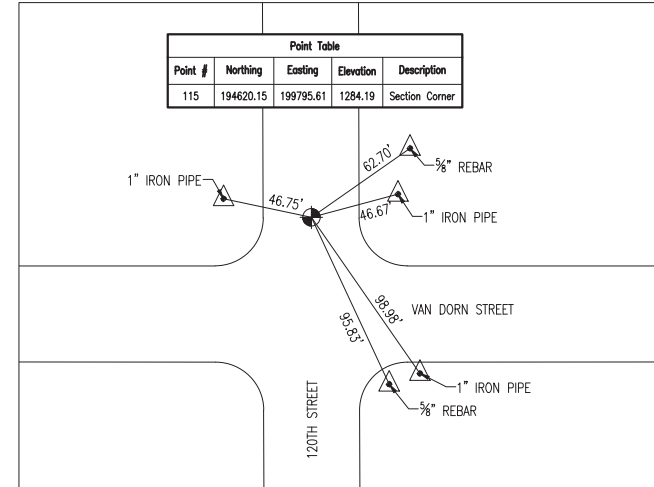 Point Table
Point # Northing Easting Elevation Description
115 194620.15 199795.61 1284.19 Section Corner
62.70'
⅝" REBAR
1" IRON PIPE
46.75'
46.67'
1" IRON PIPE
98.98'
VAN DORN STREET
95.83'
1" IRON PIPE
⅝" REBAR
120TH STREET